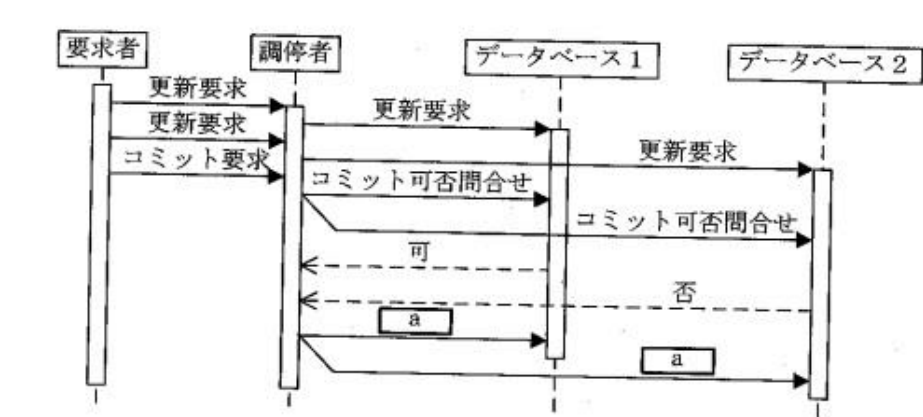 要求者
調停者
データベース1
データベース2
更新要求
更新要求
更新要求
更新要求
コミット要求
コミット可否問合せ
コミット可否問合せ
可
否
a
a